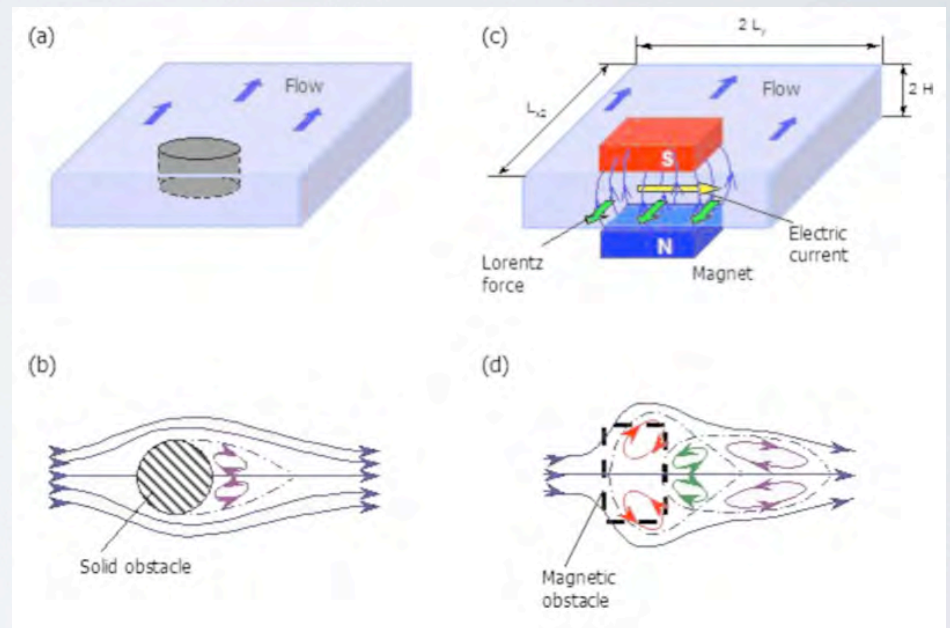 (a)
Flow
(c)
2 Ly
Flow
2 H
Lx2
S
N
Lorentz
force
Electric
current
Magnet
(b)
Solid obstacle
(d)
Magnetic
obstacle